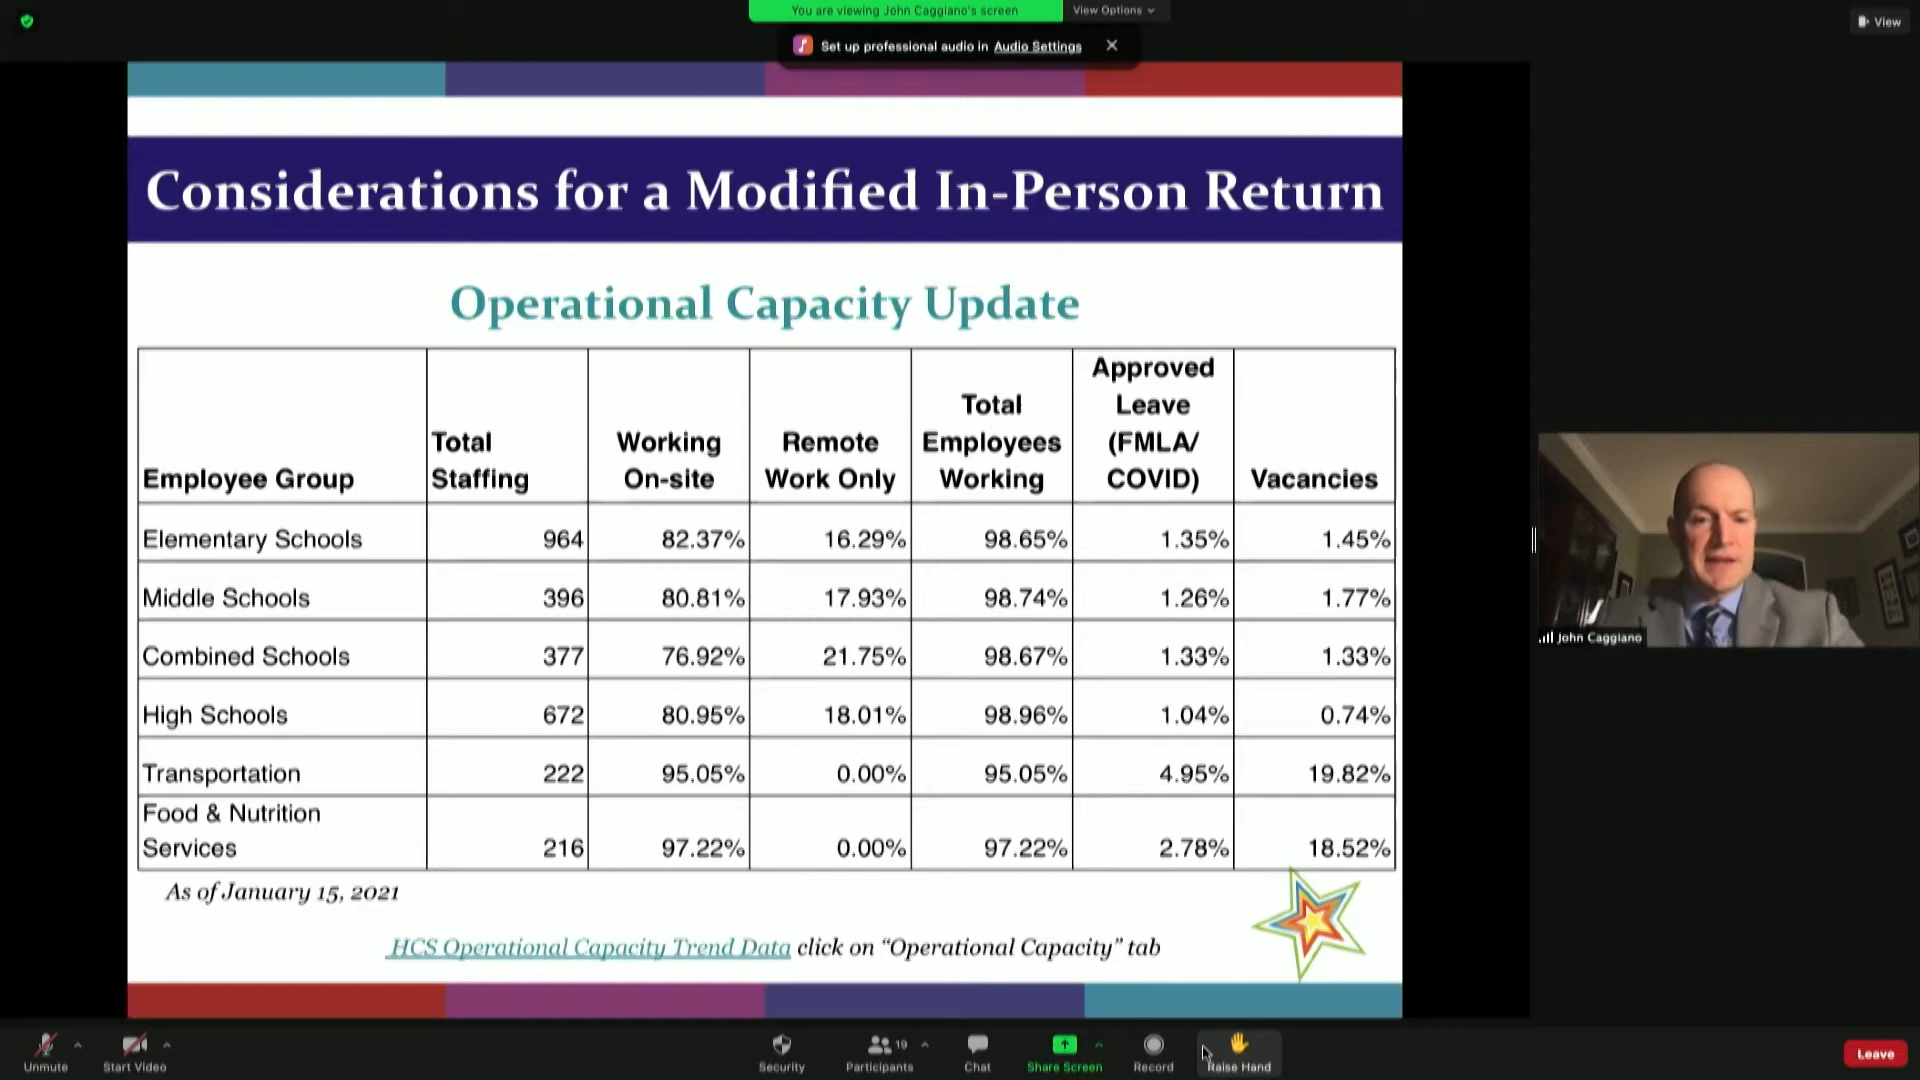 You are viewing John Caggiano's screen
View Options
View
Set up professional audio in Audio Settings
Considerations for a Modified In-Person Return
Operational Capacity Update
Employee Group Total Staffing Working On-site Remote Work Only Total Employees Working Approved Leave (FMLA/ COVID) Vacancies
Elementary Schools 964 82.37% 16.29% 98.65% 1.35% 1.45%
Middle Schools 396 80.81% 17.93% 98.74% 1.26% 1.77%
Combined Schools 377 76.92% 21.75% 98.67% 1.33% 1.33%
High Schools 672 80.95% 18.01% 98.96% 1.04% 0.74%
Transportation 222 95.05% 0.00% 95.05% 4.95% 19.82%
Food & Nutrition
Services 216 97.22% 0.00% 97.22% 2.78% 18.52%
As of January 15, 2021
HCS Operational Capacity Trend Data click on “Operational Capacity” tab
John Caggiano
Unmute Start Video Security Participants 19 Chat Share Screen Record Raise Hand Leave